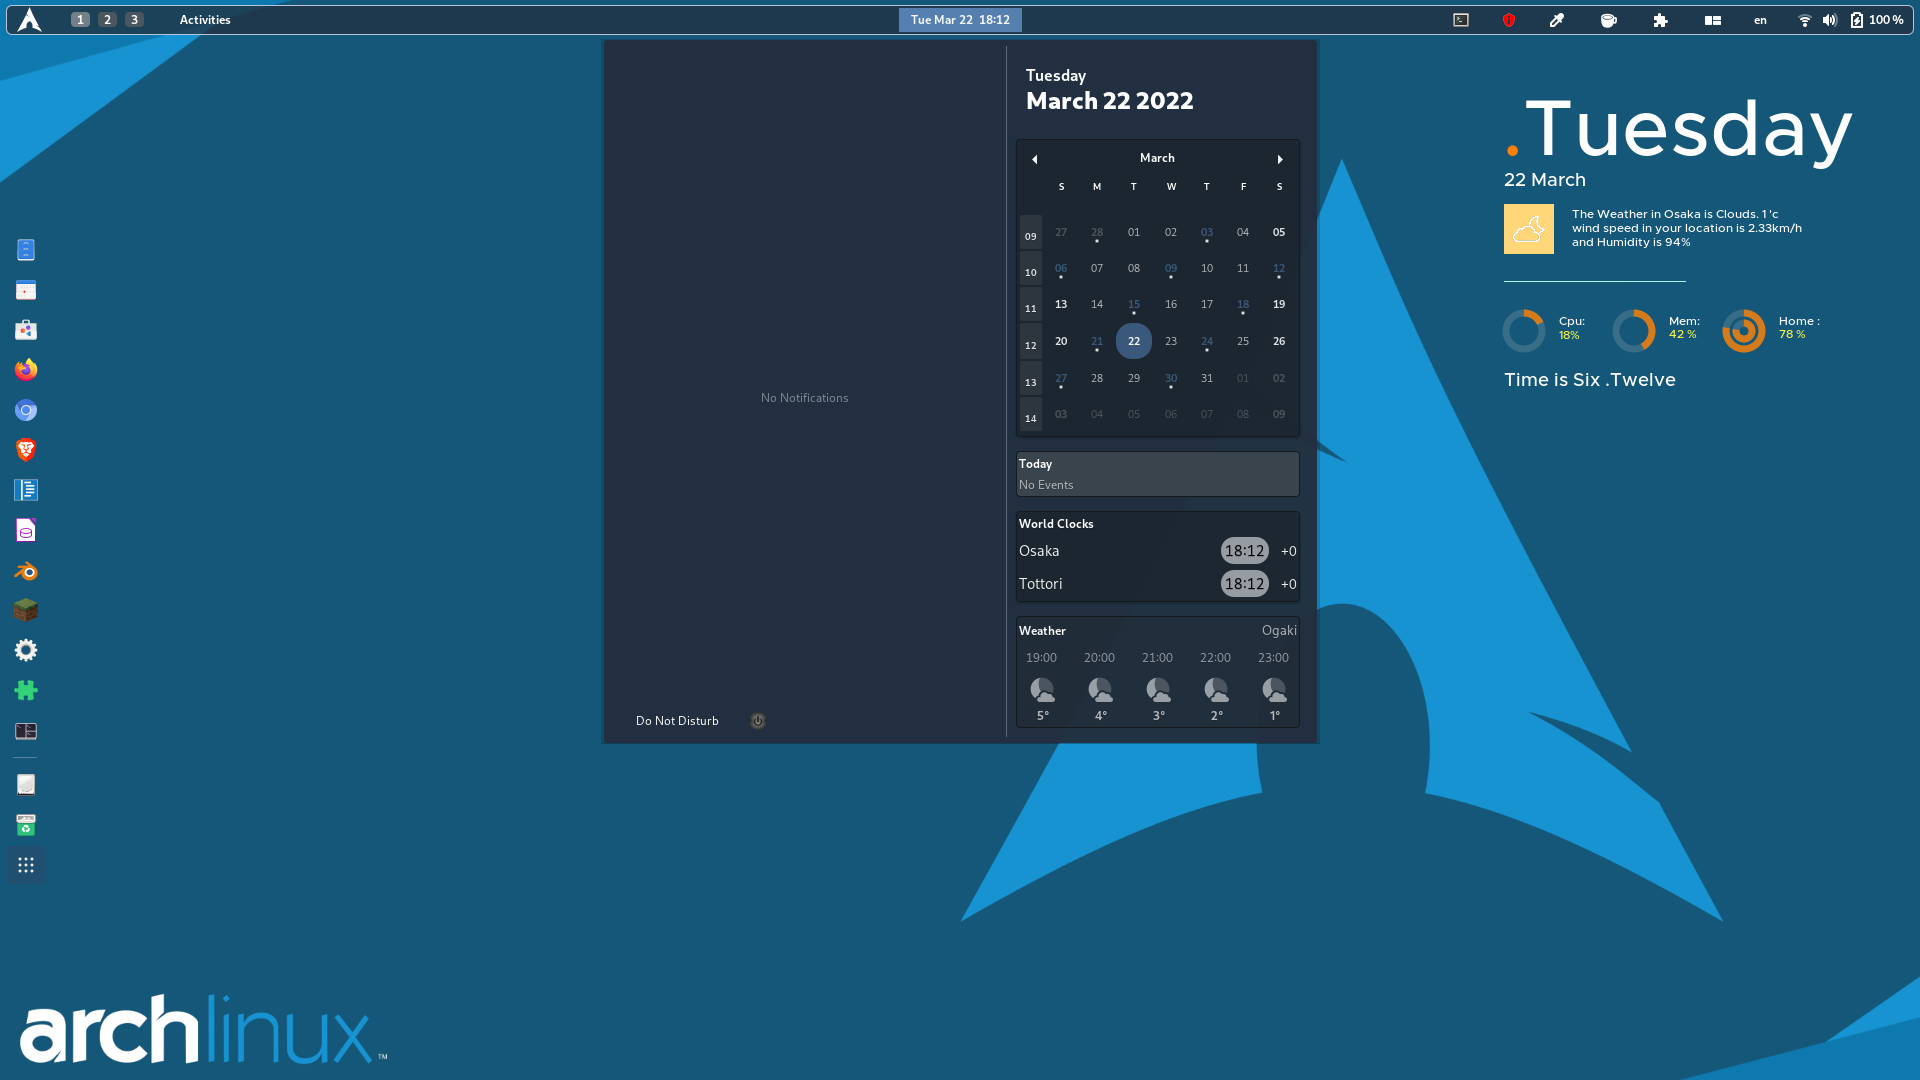 1 2 3 Activities
Tue Mar 22 18:12
en
100 %
No Notifications
Do Not Disturb
Tuesday
March 22 2022
March
S M T W T F S
09 27 28 01 02 03 04 05
10 06 07 08 09 10 11 12
11 13 14 15 16 17 18 19
12 20 21 22 23 24 25 26
13 27 28 29 30 31 01 02
14 03 04 05 06 07 08 09
Today
No Events
World Clocks
Osaka 18:12 +0
Tottori 18:12 +0
Weather Ogaki
19:00 20:00 21:00 22:00 23:00
5° 4° 3° 2° 1°
.Tuesday
22 March
The Weather in Osaka is Clouds. 1 'c
wind speed in your location is 2.33km/h
and Humidity is 94%
Cpu: Mem: Home :
18% 42 % 78 %
Time is Six .Twelve
archlinux™